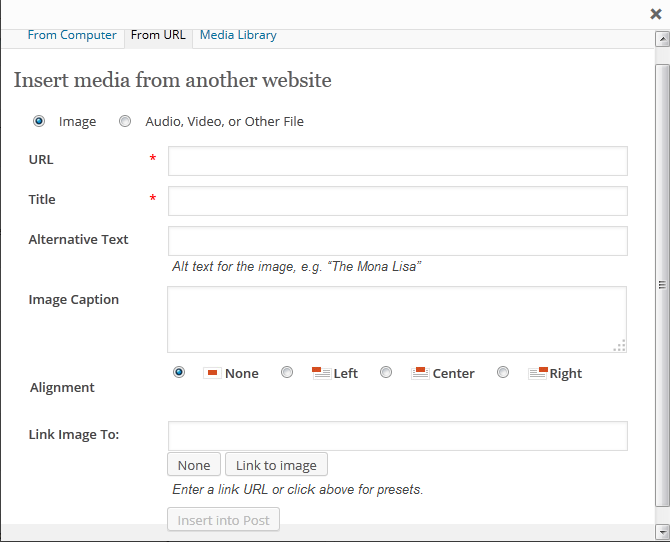 From Computer From URL Media Library
Insert media from another website
Image Audio, Video, or Other File
URL *
Title *
Alternative Text
Alt text for the image, e.g. “The Mona Lisa”
Image Caption
None Left Center Right
Alignment
Link Image To:
None Link to image
Enter a link URL or click above for presets.
Insert into Post